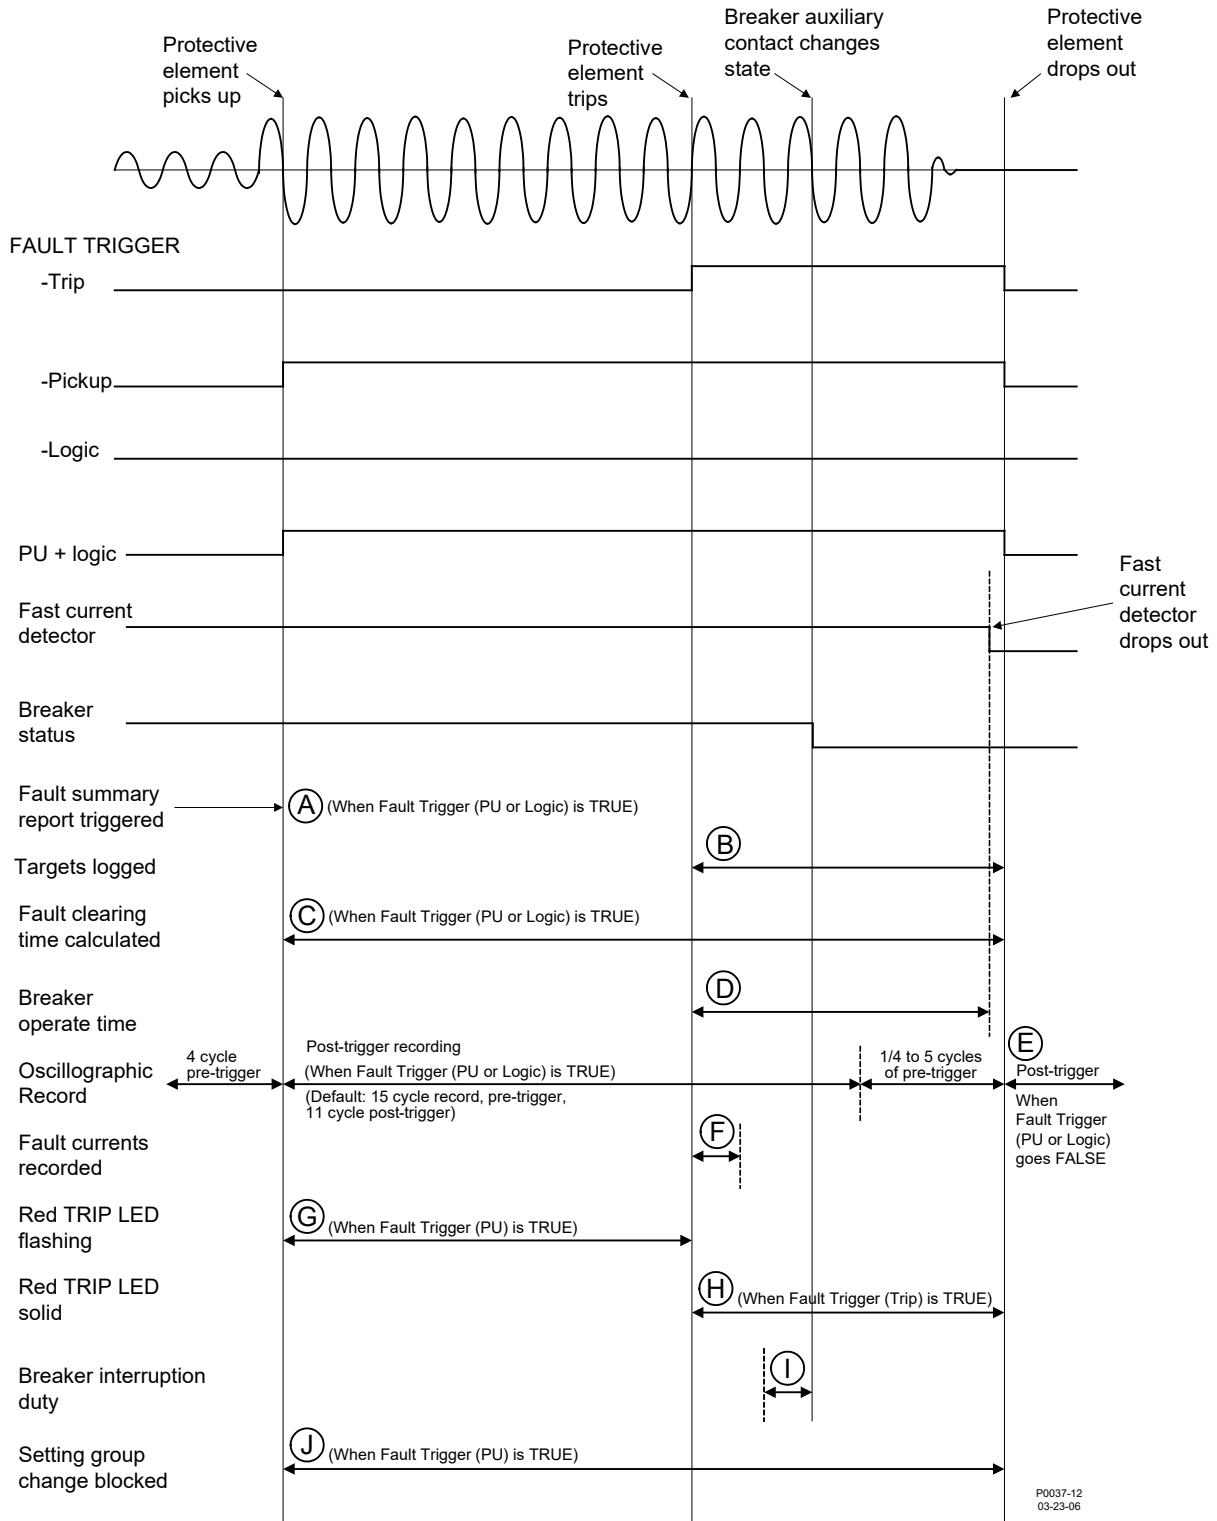 Protective
element
picks up
Protective
element
trips
Breaker auxiliary
contact changes
state
Protective
element
drops out
FAULT TRIGGER
-Trip
-Pickup
-Logic
PU + logic
Fast current
detector
Fast
current
detector
drops out
Breaker
status
Fault summary
report triggered
A (When Fault Trigger (PU or Logic) is TRUE)
Targets logged
B
Fault clearing
time calculated
C (When Fault Trigger (PU or Logic) is TRUE)
Breaker
operate time
D
Oscillographic
Record
4 cycle
pre-trigger
Post-trigger recording
(When Fault Trigger (PU or Logic) is TRUE)
(Default: 15 cycle record, pre-trigger,
11 cycle post-trigger)
1/4 to 5 cycles
of pre-trigger
E
Post-trigger
When
Fault Trigger
(PU or Logic)
goes FALSE
Fault currents
recorded
F
Red TRIP LED
flashing
G (When Fault Trigger (PU) is TRUE)
Red TRIP LED
solid
H (When Fault Trigger (Trip) is TRUE)
Breaker interruption
duty
I
Setting group
change blocked
J (When Fault Trigger (PU) is TRUE)
P0037-12
03-23-06